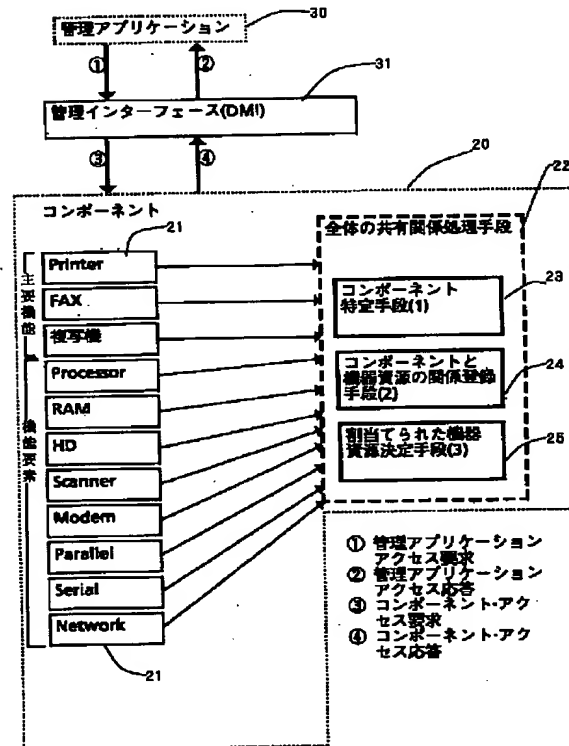 管理アプリケーション
30
①
②
31
管理インターフェース(DMI)
③
④
20
22
コンポーネント
21
全体の共有関係処理手段
主要機能
Printer
FAX
複写機
機能要素
Processor
RAM
HD
Scanner
Modem
Parallel
Serial
Network
21
コンポーネント
特定手段(1)
23
コンポーネントと
機器資源の関係登録
手段(2)
24
割当てられた機器
資源決定手段(3)
25
① 管理アプリケーション
アクセス要求
② 管理アプリケーション
アクセス応答
③ コンポーネント・アク
セス要求
④ コンポーネント・アク
セス応答